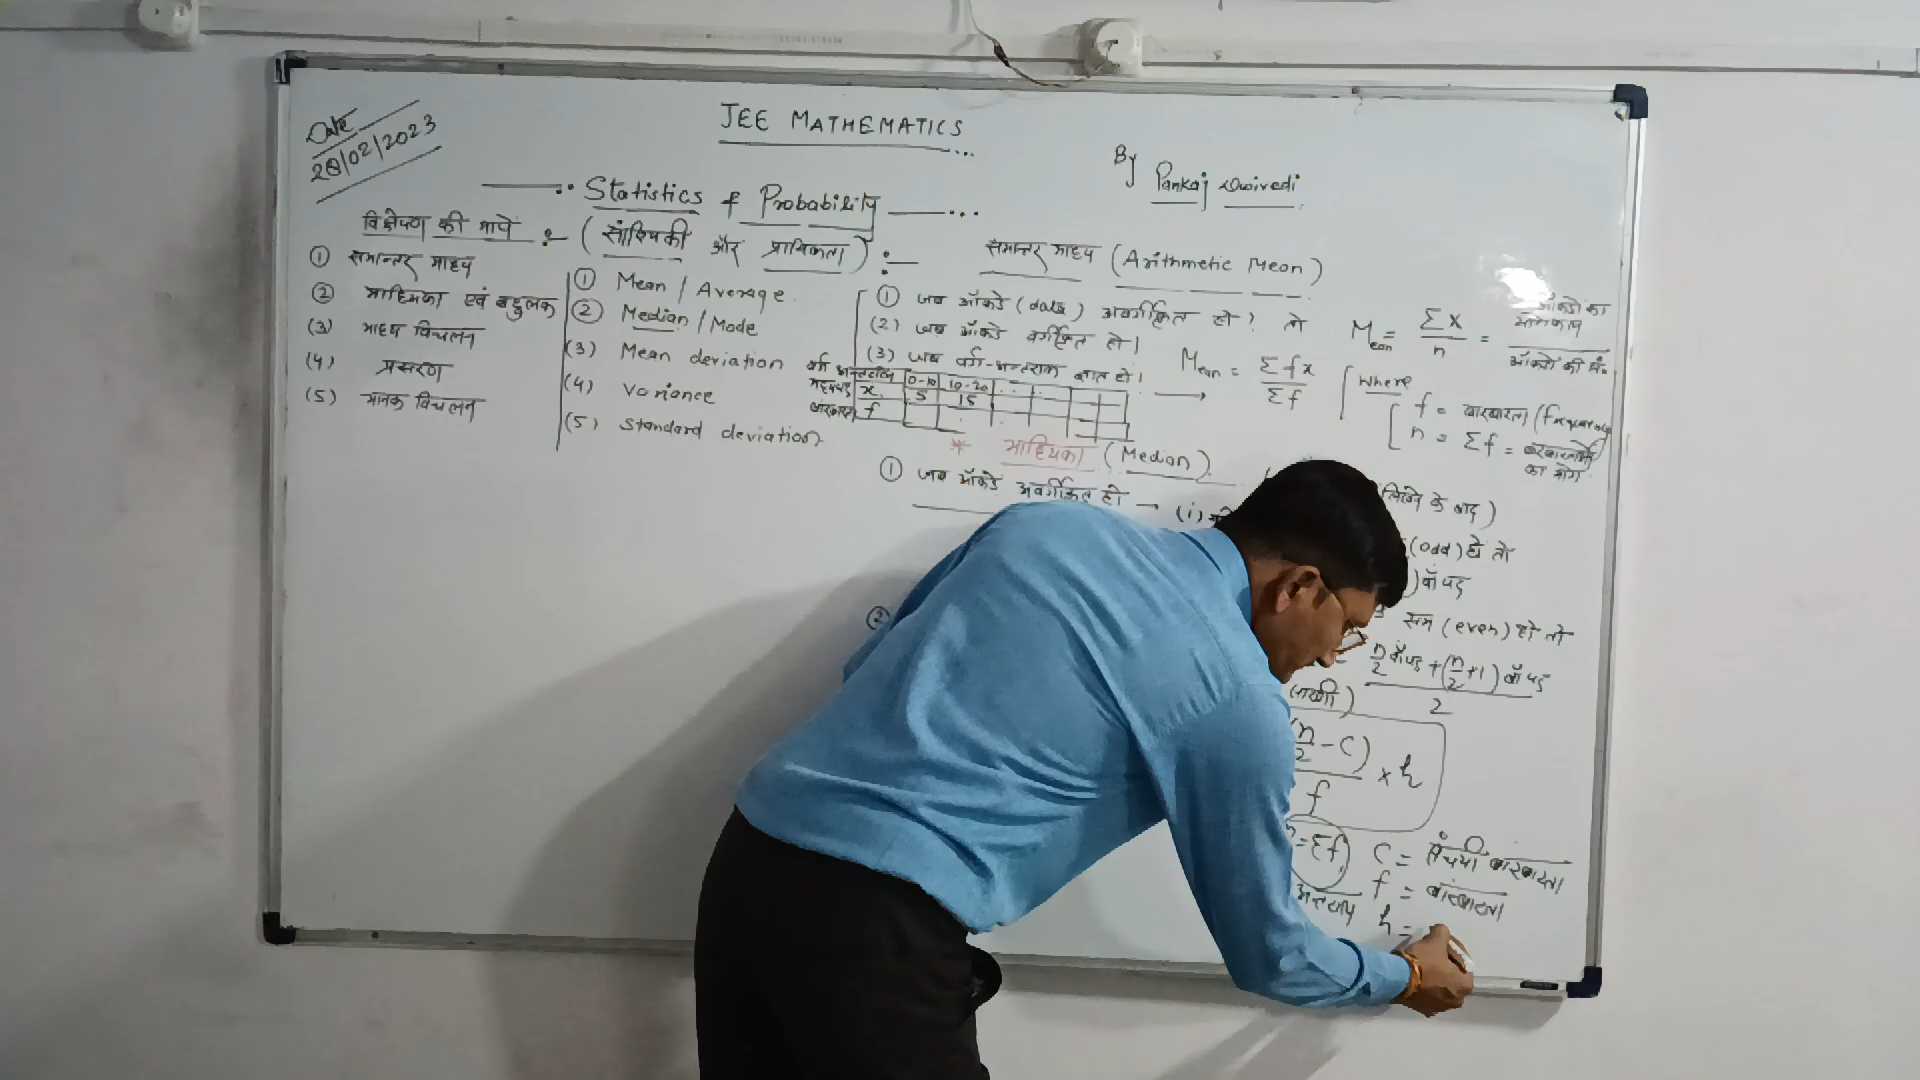 Date
28/02/2023
JEE MATHEMATICS
By Pankaj Dwivedi
Statistics & Probability
(सांख्यिकी और प्रायिकता) :-
विक्षेपण की मापें :-
① समान्तर माध्य
② माध्यिका एवं बहुलक
(3) माध्य विचलन
(4) प्रसरण
(5) मानक विचलन
① Mean / Average
② Median / Mode
(3) Mean deviation
(4) Variance
(5) Standard deviation
समान्तर माध्य (Arithmetic Mean)
① जब आँकडे (data) अवर्गीकृत हो? तो
Mean = Σx / n = आँकडो का योगफल / आँकडो की सं.
(2) जब आँकडे वर्गीकृत हो।
(3) जब वर्ग-अन्तराल ज्ञात हो।
Mean = Σfx / Σf
where
f = बारंबारता (frequency
n = Σf = बारंबारताओं का योग
वर्ग अन्तराल 0-10 10-20
मध्यपद x 5 15
बारंबारता f
* माध्यिका (Median)
① जब आँकडे अवर्गीकृत हो → (i)
लिखने के बाद)
(odd) हो तो
) वाँ पद
सम (even) हो तो
n/2 वाँ पद + (n/2 + 1) वाँ पद / 2
②
(n/2 - C) / f × h
n = Σf
C = संचयी बारंबारता
f = बारंबारता
h =